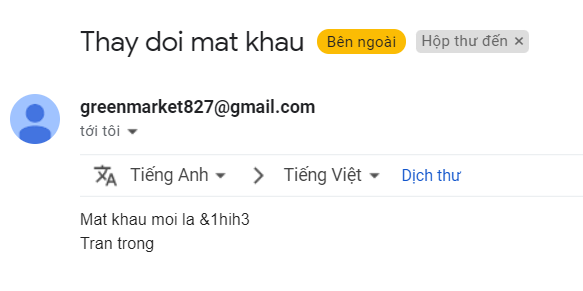 Thay doi mat khau Bên ngoài Hộp thư đến ×
greenmarket827@gmail.com
tới tôi
Tiếng Anh > Tiếng Việt Dịch thư
Mat khau moi la &1hih3
Tran trong